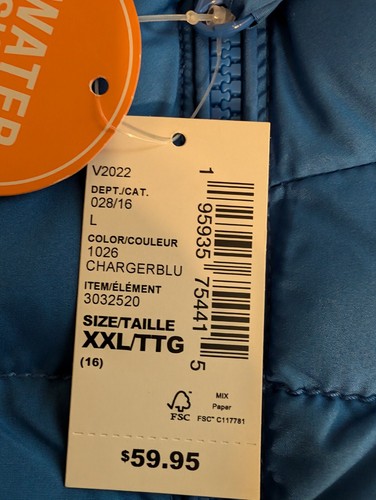 WATER
V2022
DEPT./CAT.
028/16
L
COLOR/COULEUR
1026
CHARGERBLU
ITEM/ÉLÉMENT
3032520
SIZE/TAILLE
XXL/TTG
(16)
1 95935 75441 5
FSC
MIX
Paper
FSC™ C117781
$59.95